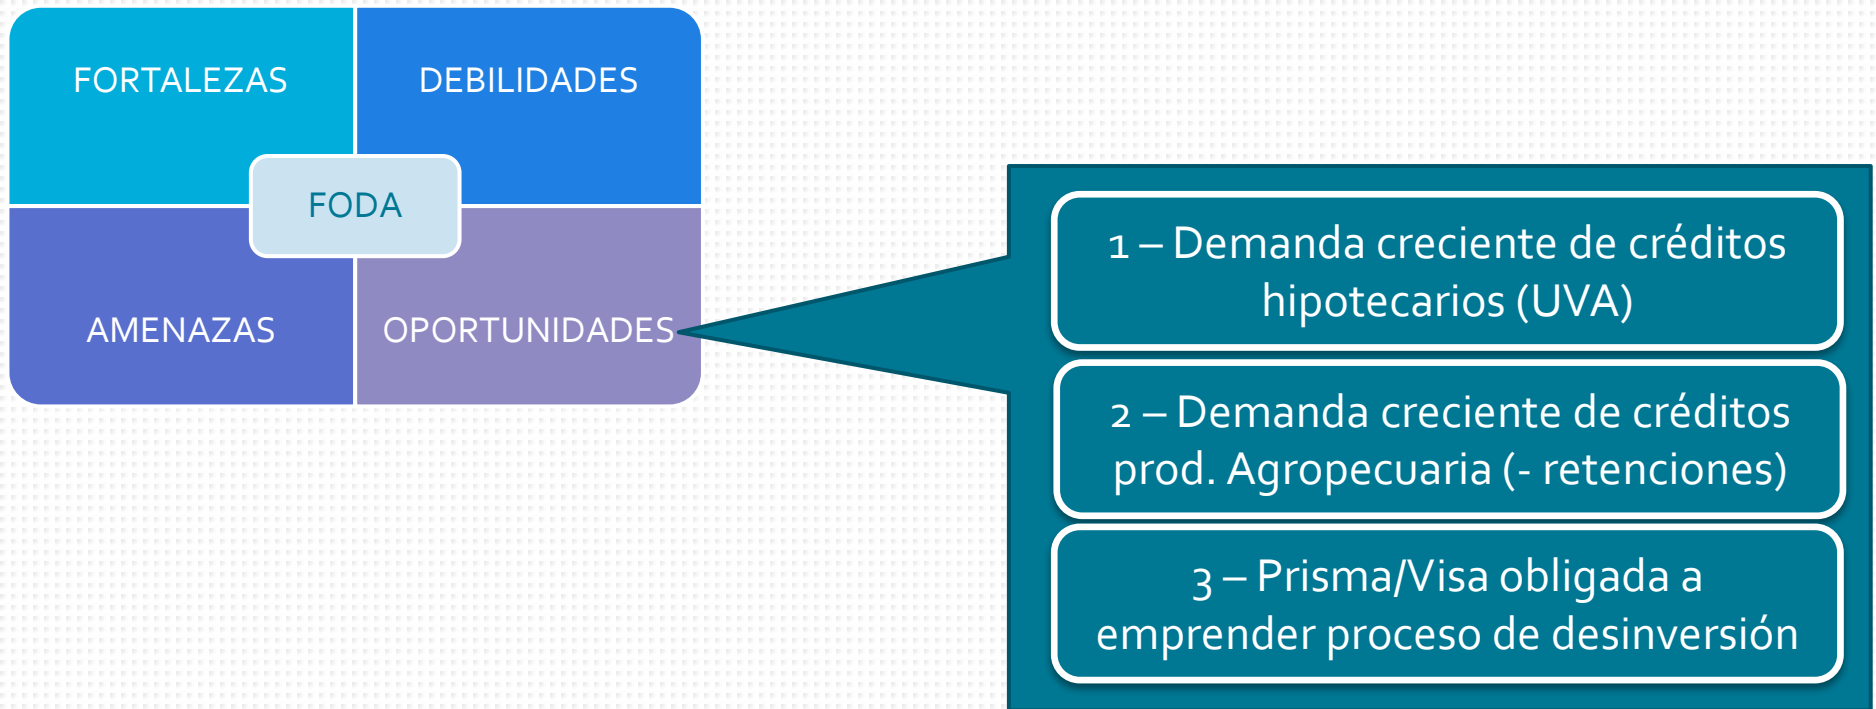 FORTALEZAS
DEBILIDADES
FODA
AMENAZAS
OPORTUNIDADES
1 – Demanda creciente de créditos
hipotecarios (UVA)
2 – Demanda creciente de créditos
prod. Agropecuaria (- retenciones)
3 – Prisma/Visa obligada a
emprender proceso de desinversión